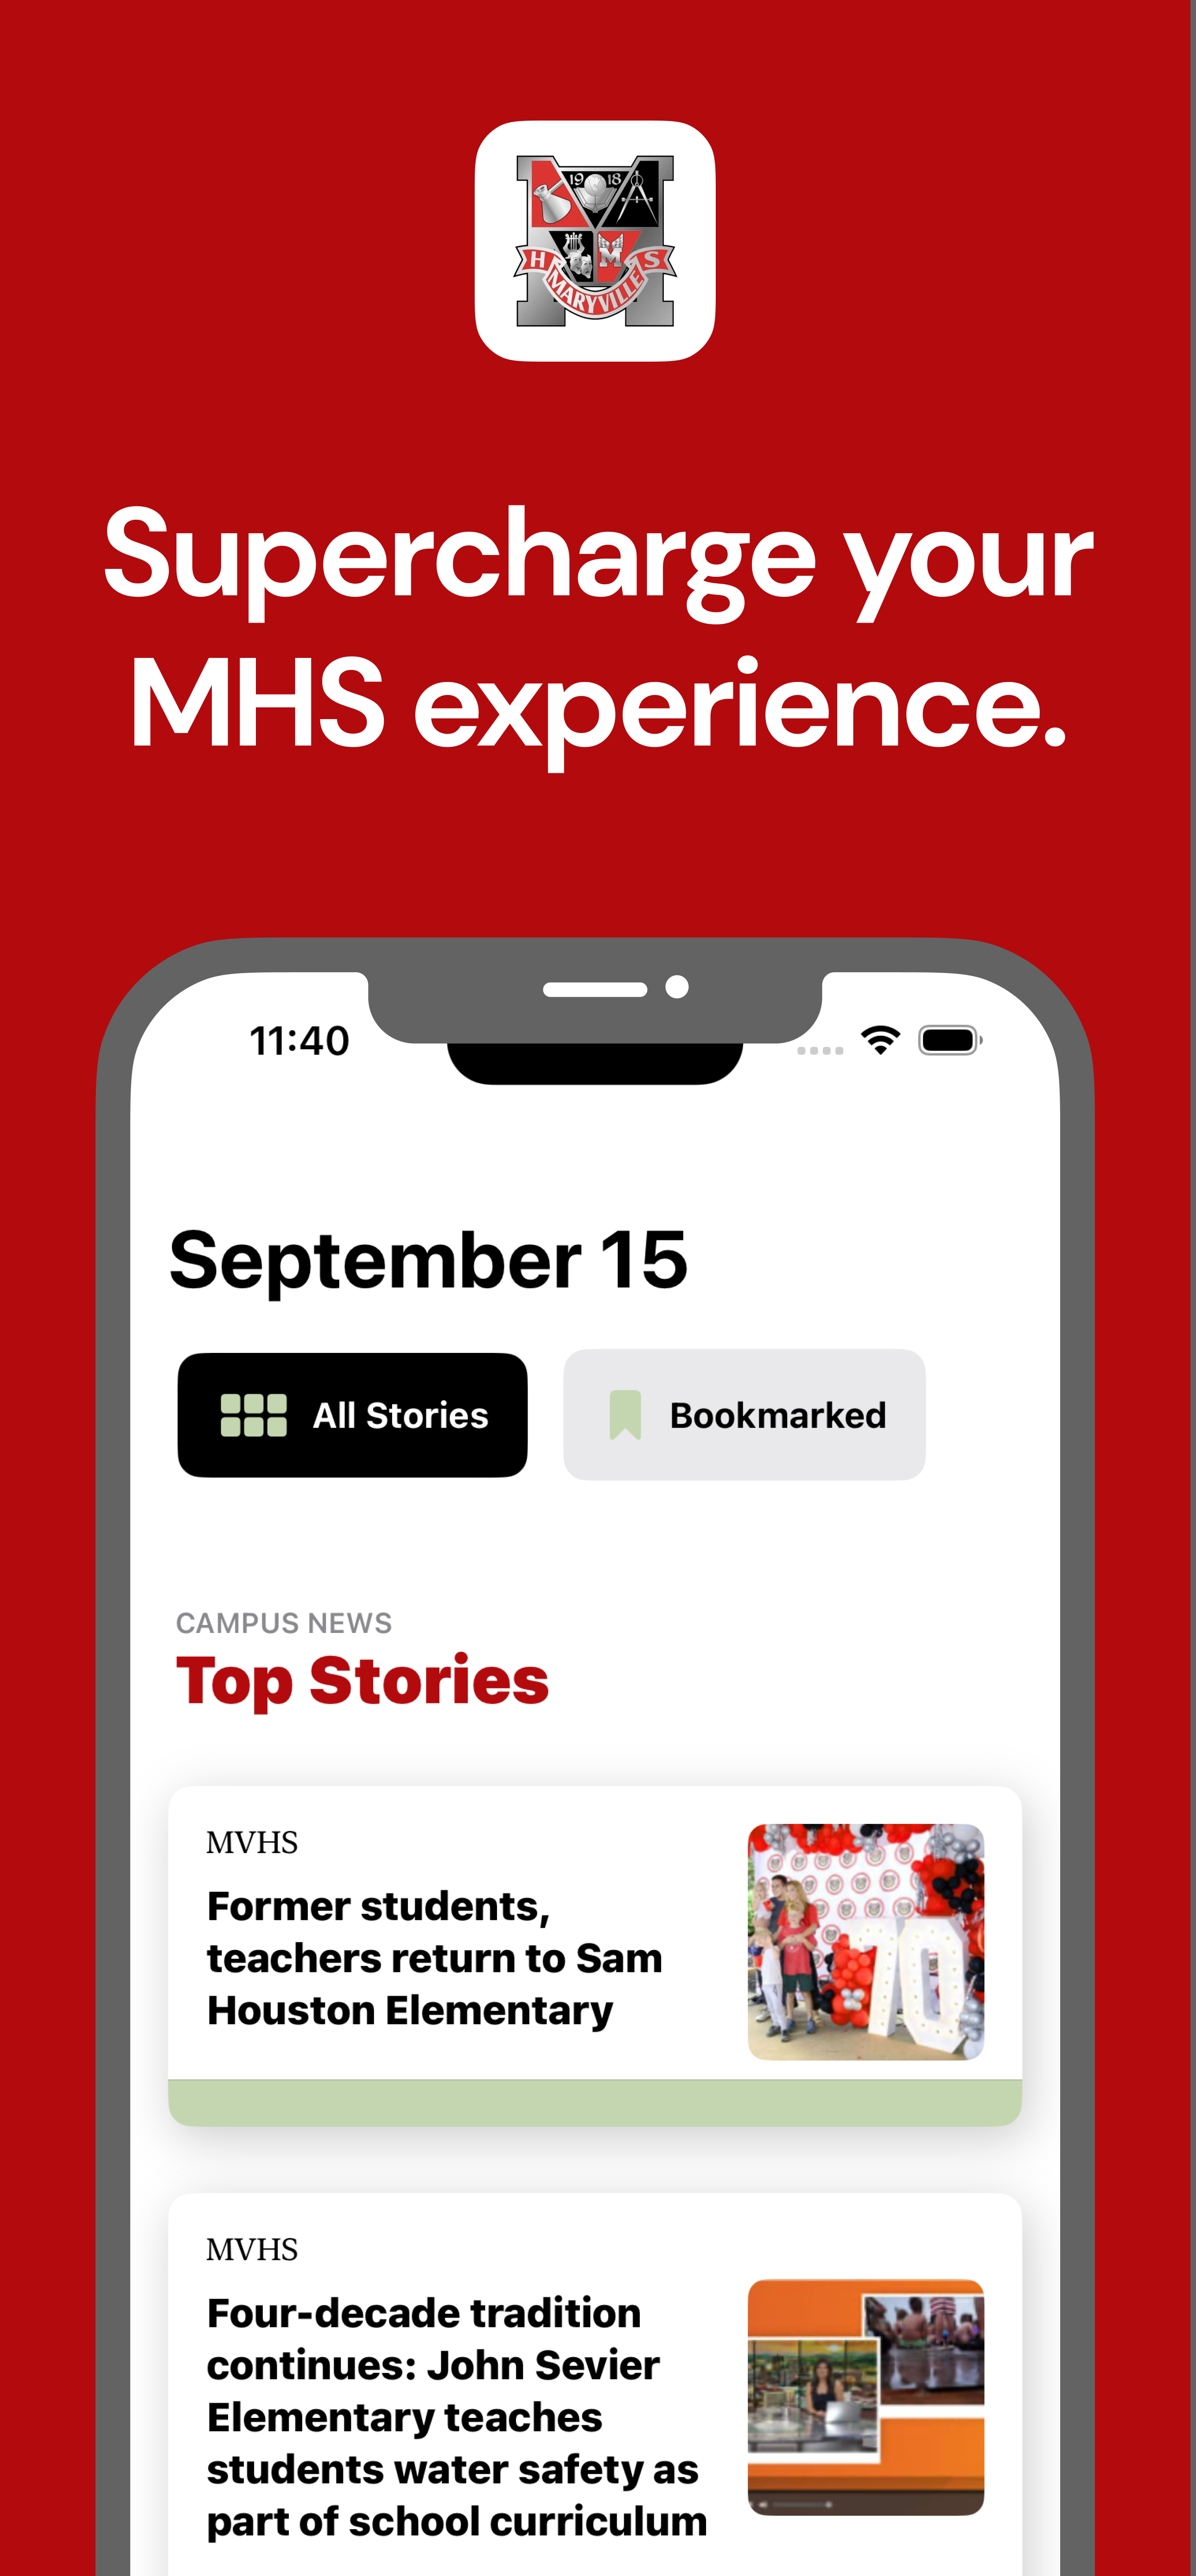 19 18
H M S
MARYVILLE
Supercharge your
MHS experience.
11:40
September 15
All Stories
Bookmarked
CAMPUS NEWS
Top Stories
MVHS
Former students,
teachers return to Sam
Houston Elementary
70
MVHS
Four-decade tradition
continues: John Sevier
Elementary teaches
students water safety as
part of school curriculum